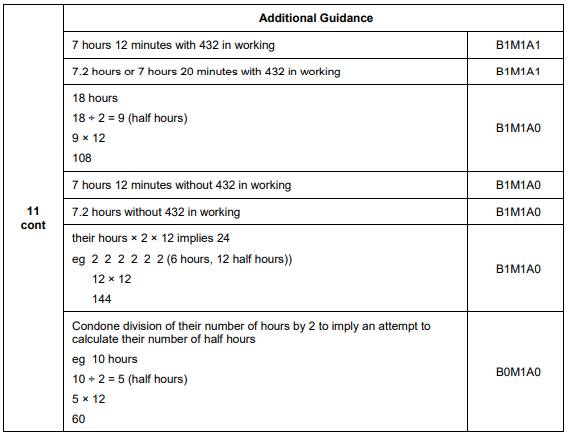 Additional Guidance
11
cont
7 hours 12 minutes with 432 in working
B1M1A1
7.2 hours or 7 hours 20 minutes with 432 in working
B1M1A1
18 hours
18 ÷ 2 = 9 (half hours)
9 × 12
108
B1M1A0
7 hours 12 minutes without 432 in working
B1M1A0
7.2 hours without 432 in working
B1M1A0
their hours × 2 × 12 implies 24
eg 2 2 2 2 2 2 (6 hours, 12 half hours))
12 × 12
144
B1M1A0
Condone division of their number of hours by 2 to imply an attempt to
calculate their number of half hours
eg 10 hours
10 ÷ 2 = 5 (half hours)
5 × 12
60
B0M1A0